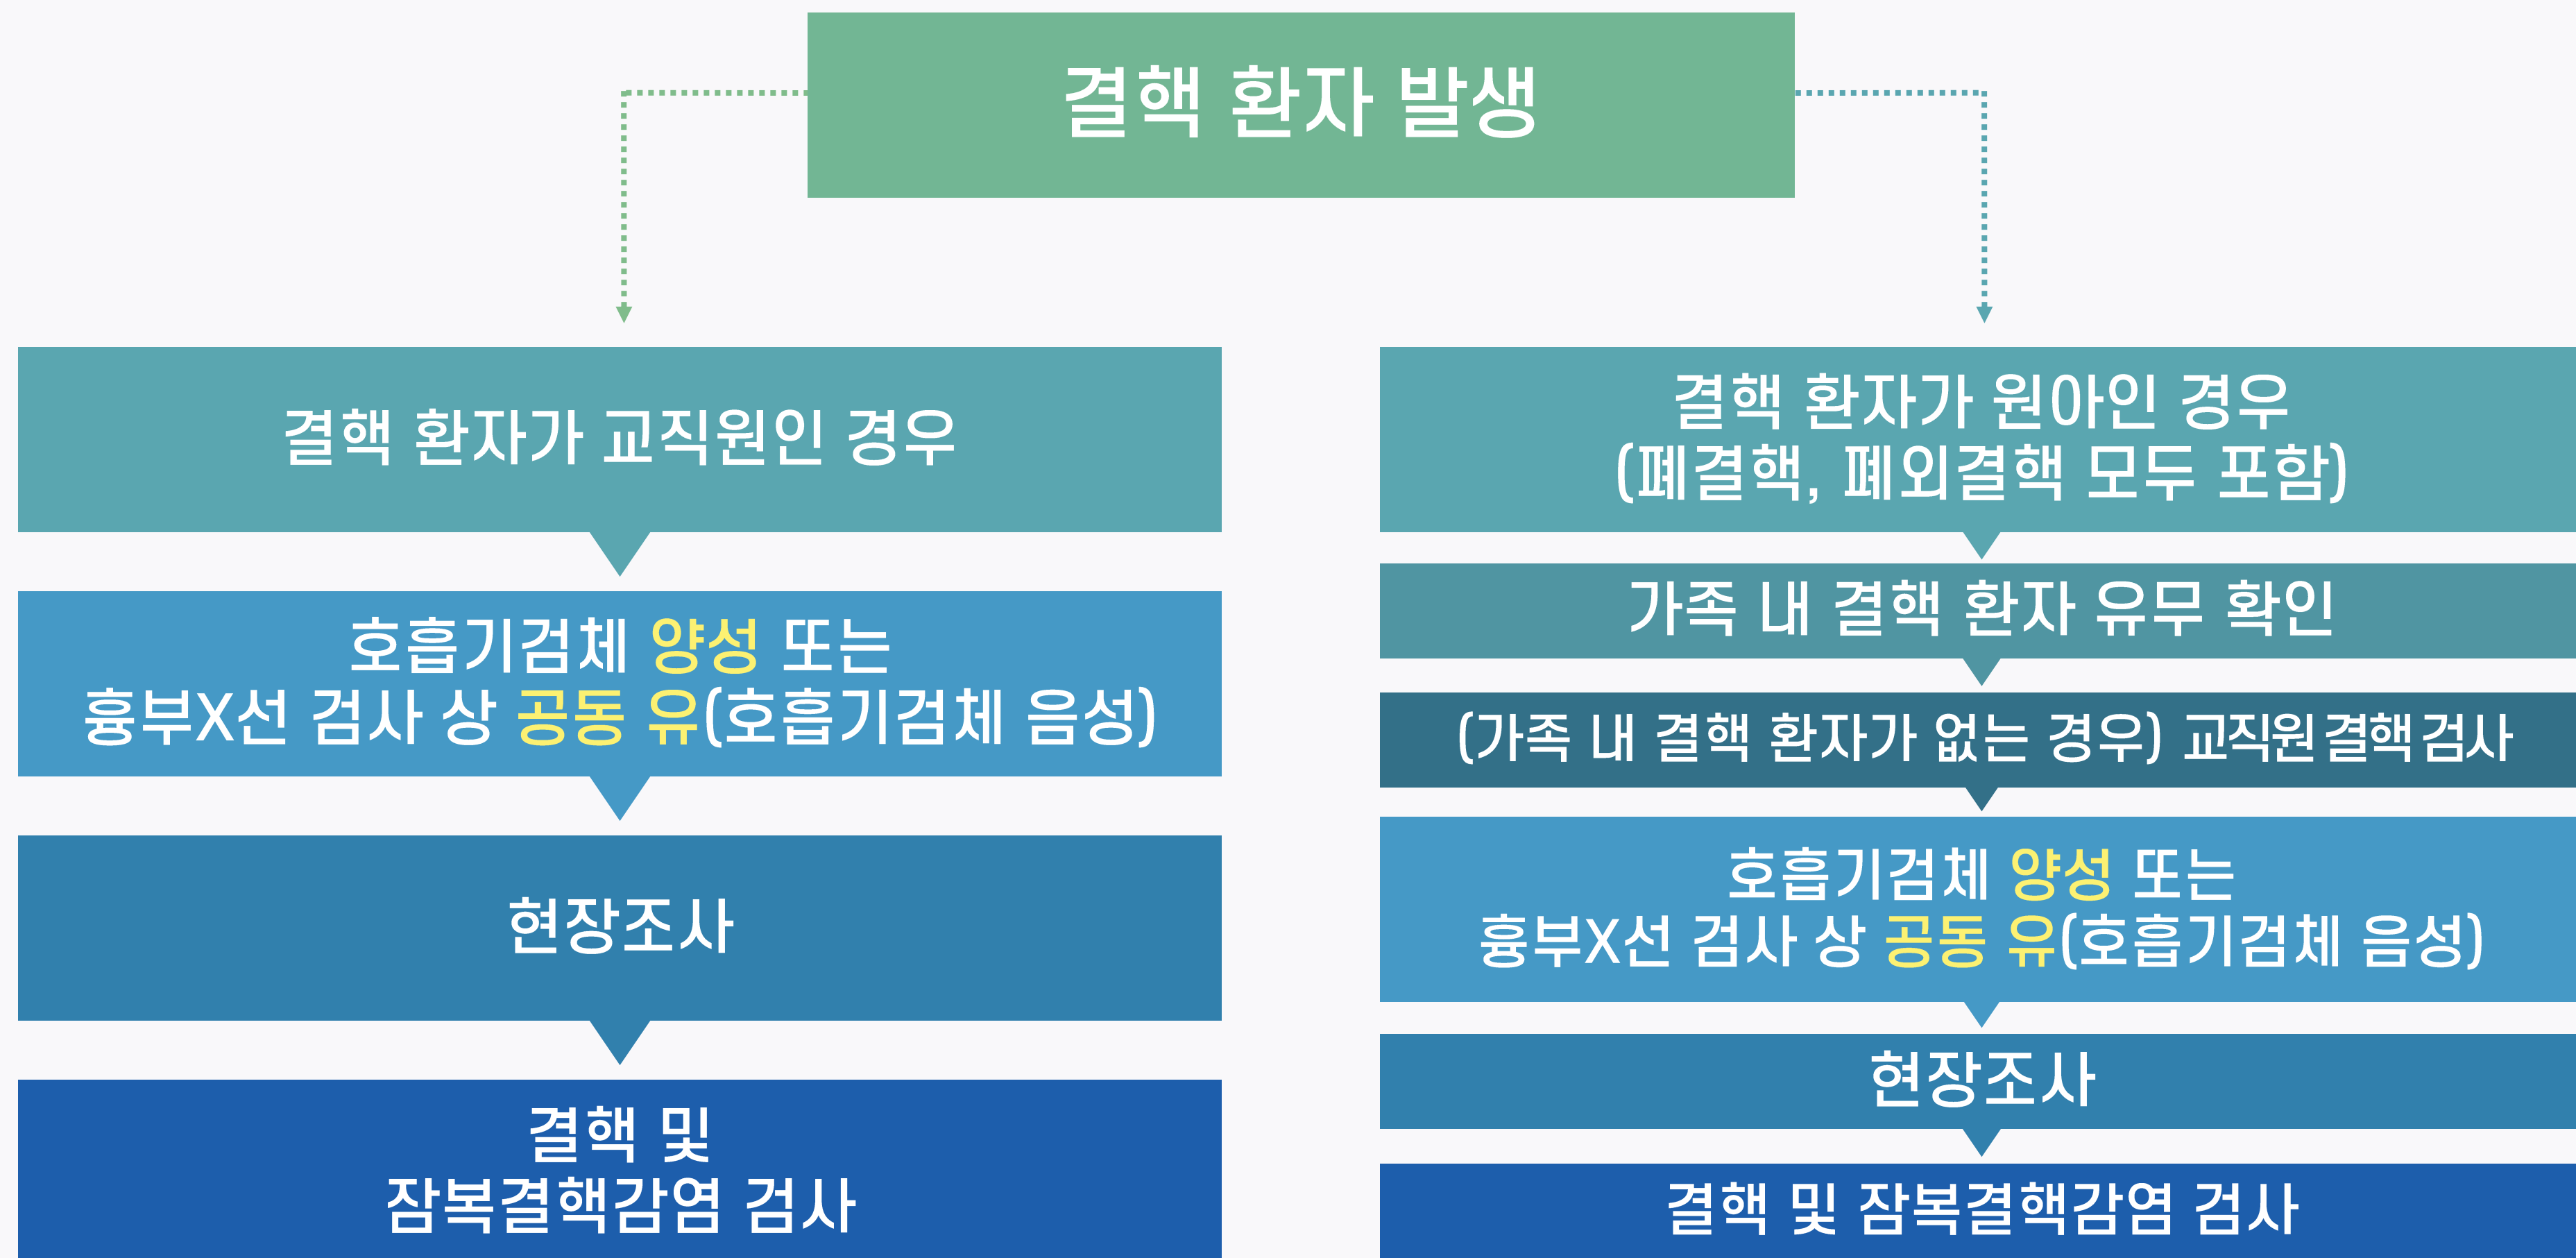 결핵 환자 발생
결핵 환자가 교직원인 경우
호흡기검체 양성 또는
흉부X선 검사 상 공동 유(호흡기검체 음성)
현장조사
결핵 및
잠복결핵감염 검사
결핵 환자가 원아인 경우
(폐결핵, 폐외결핵 모두 포함)
가족 내 결핵 환자 유무 확인
(가족 내 결핵 환자가 없는 경우) 교직원 결핵 검사
호흡기검체 양성 또는
흉부X선 검사 상 공동 유(호흡기검체 음성)
현장조사
결핵 및 잠복결핵감염 검사